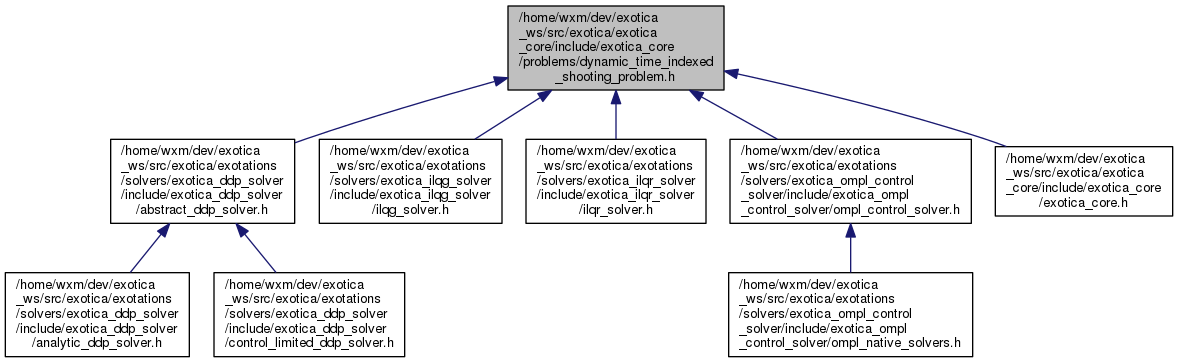 /home/wxm/dev/exotica
_ws/src/exotica/exotica
_core/include/exotica_core
/problems/dynamic_time_indexed
_shooting_problem.h
/home/wxm/dev/exotica
_ws/src/exotica/exotations
/solvers/exotica_ddp_solver
/include/exotica_ddp_solver
/abstract_ddp_solver.h
/home/wxm/dev/exotica
_ws/src/exotica/exotations
/solvers/exotica_ilqg_solver
/include/exotica_ilqg_solver
/ilqg_solver.h
/home/wxm/dev/exotica
_ws/src/exotica/exotations
/solvers/exotica_ilqr_solver
/include/exotica_ilqr_solver
/ilqr_solver.h
/home/wxm/dev/exotica
_ws/src/exotica/exotations
/solvers/exotica_ompl_control
_solver/include/exotica_ompl
_control_solver/ompl_control_solver.h
/home/wxm/dev/exotica
_ws/src/exotica/exotica
_core/include/exotica_core
/exotica_core.h
/home/wxm/dev/exotica
_ws/src/exotica/exotations
/solvers/exotica_ddp_solver
/include/exotica_ddp_solver
/analytic_ddp_solver.h
/home/wxm/dev/exotica
_ws/src/exotica/exotations
/solvers/exotica_ddp_solver
/include/exotica_ddp_solver
/control_limited_ddp_solver.h
/home/wxm/dev/exotica
_ws/src/exotica/exotations
/solvers/exotica_ompl_control
_solver/include/exotica_ompl
_control_solver/ompl_native_solvers.h